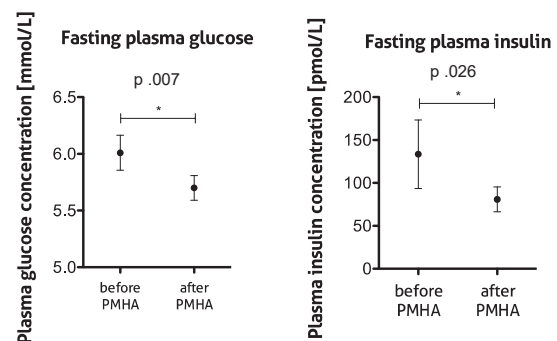 Fasting plasma glucose
p .007
*
Plasma glucose concentration [mmol/L]
6.5
6.0
5.5
5.0
before
PMHA
after
PMHA
Fasting plasma insulin
p .026
*
Plasma insulin concentration [pmol/L]
200
150
100
50
0
before
PMHA
after
PMHA